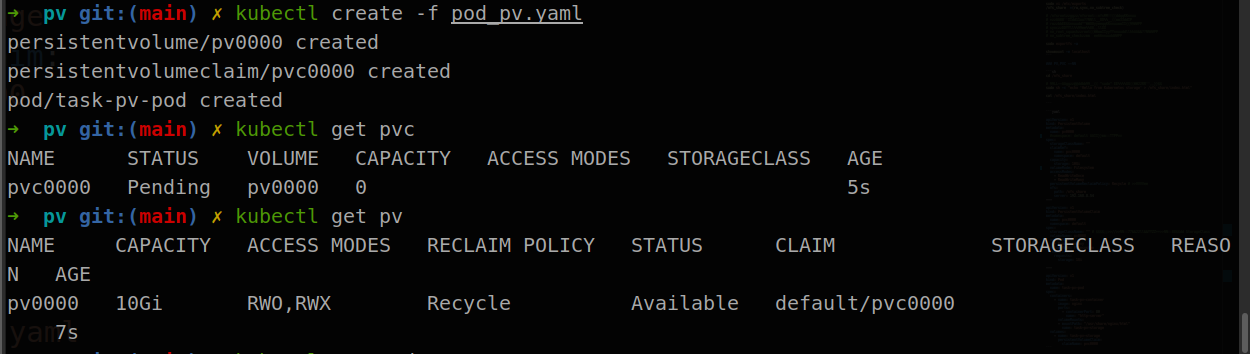 ➜  pv git:(main) ✗ kubectl create -f pod_pv.yaml
persistentvolume/pv0000 created
persistentvolumeclaim/pvc0000 created
pod/task-pv-pod created
➜  pv git:(main) ✗ kubectl get pvc
NAME      STATUS    VOLUME   CAPACITY   ACCESS MODES   STORAGECLASS   AGE
pvc0000   Pending   pv0000   0                                        5s
➜  pv git:(main) ✗ kubectl get pv
NAME     CAPACITY   ACCESS MODES   RECLAIM POLICY   STATUS      CLAIM             STORAGECLASS   REASO
N   AGE
pv0000   10Gi       RWO,RWX        Recycle          Available   default/pvc0000
    7s